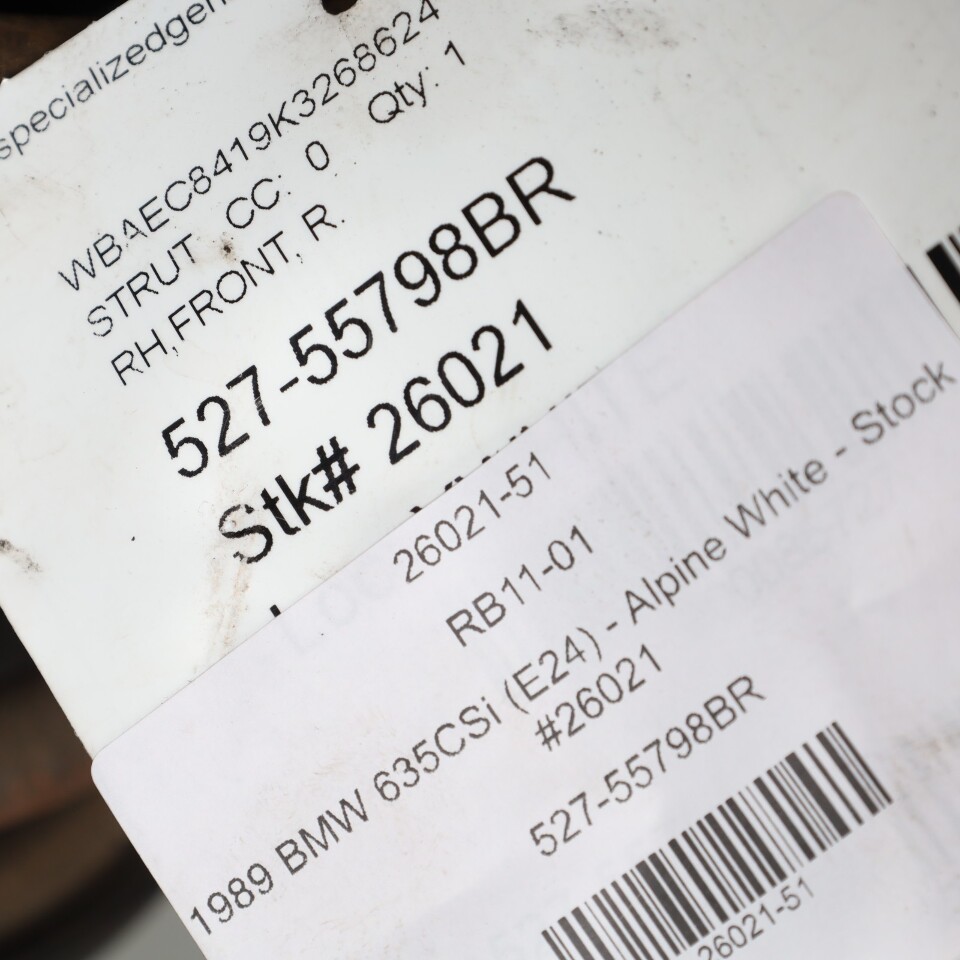 specializedger
WBAEC8419K3268624
STRUT CC: 0 Qty: 1
RH,FRONT, R.
527-55798BR
Stk# 26021
26021-51
RB11-01
1989 BMW 635CSi (E24) - Alpine White - Stock
#26021
527-55798BR
26021-51